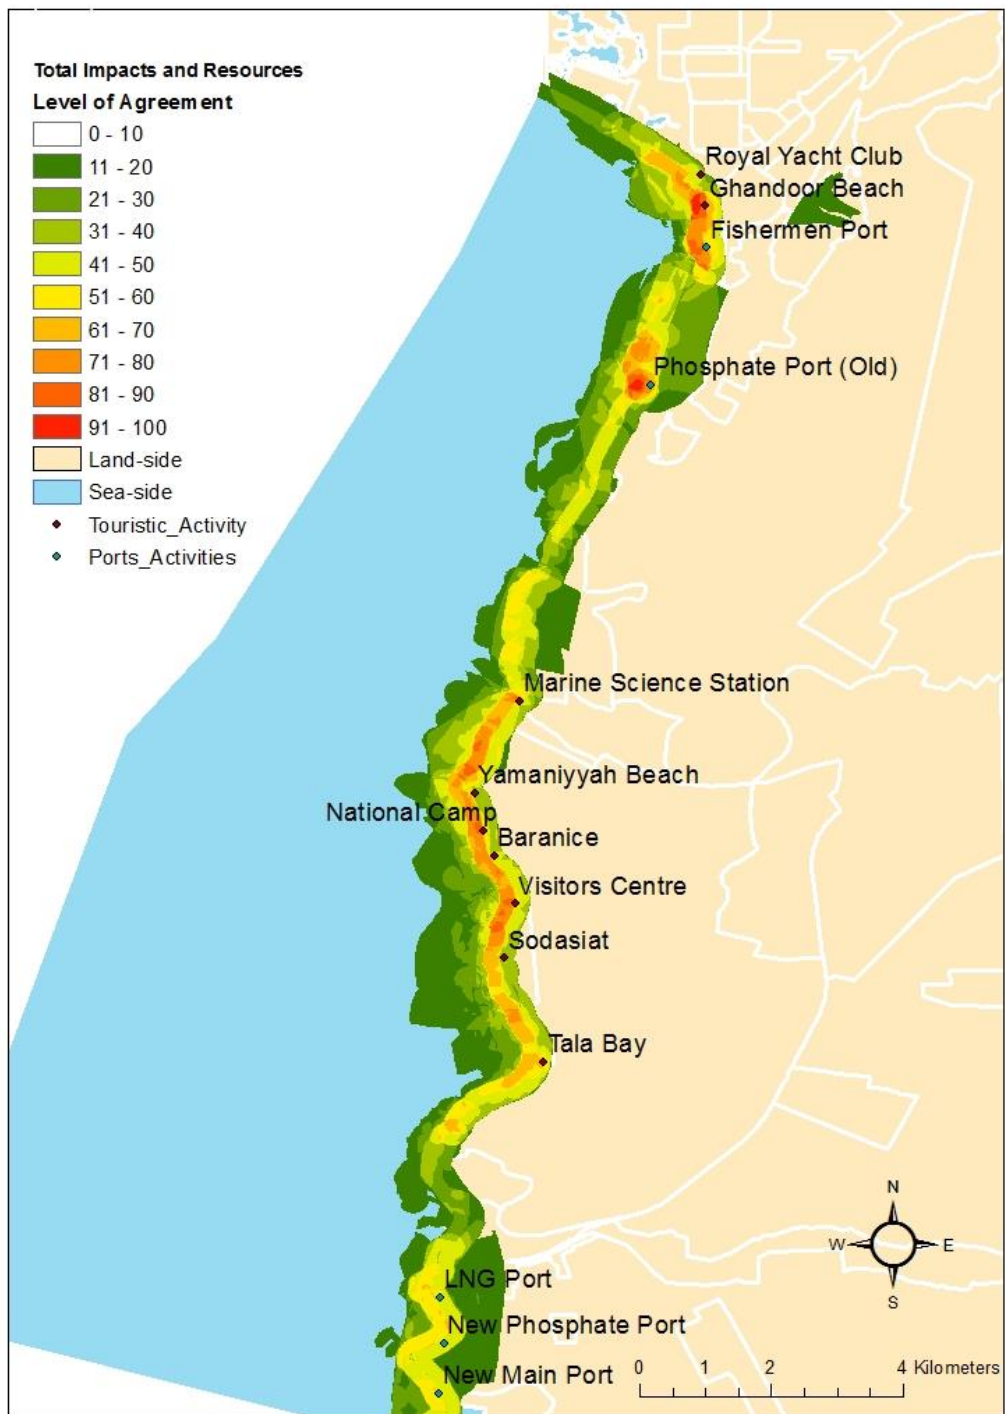 Total Impacts and Resources
Level of Agreement
0 - 10
11 - 20
21 - 30
31 - 40
41 - 50
51 - 60
61 - 70
71 - 80
81 - 90
91 - 100
Land-side
Sea-side
Touristic_Activity
Ports_Activities
Royal Yacht Club
Ghandoor Beach
Fishermen Port
Phosphate Port (Old)
Marine Science Station
Yamaniyyah Beach
National Camp
Baranice
Visitors Centre
Sodasiat
Tala Bay
N
W E
S
LNG Port
New Phosphate Port
New Main Port
0 1 2 4 Kilometers